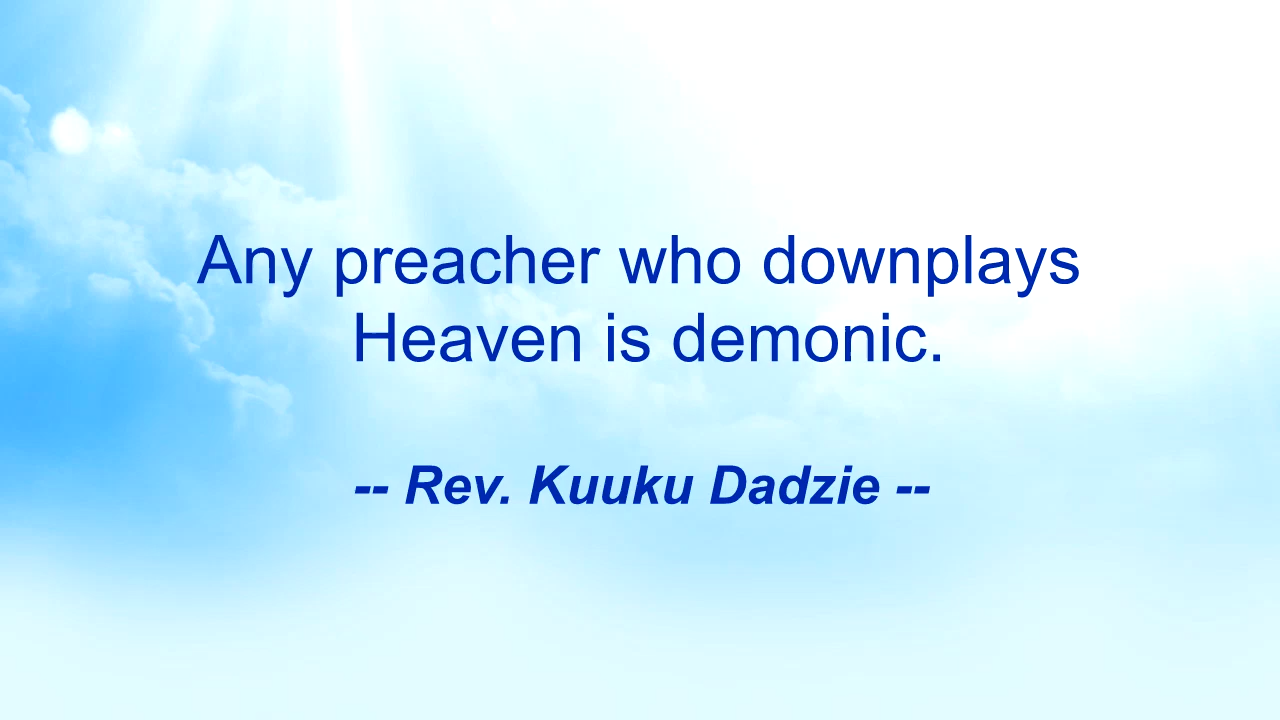 Any preacher who downplays
Heaven is demonic.
-- Rev. Kuuku Dadzie --